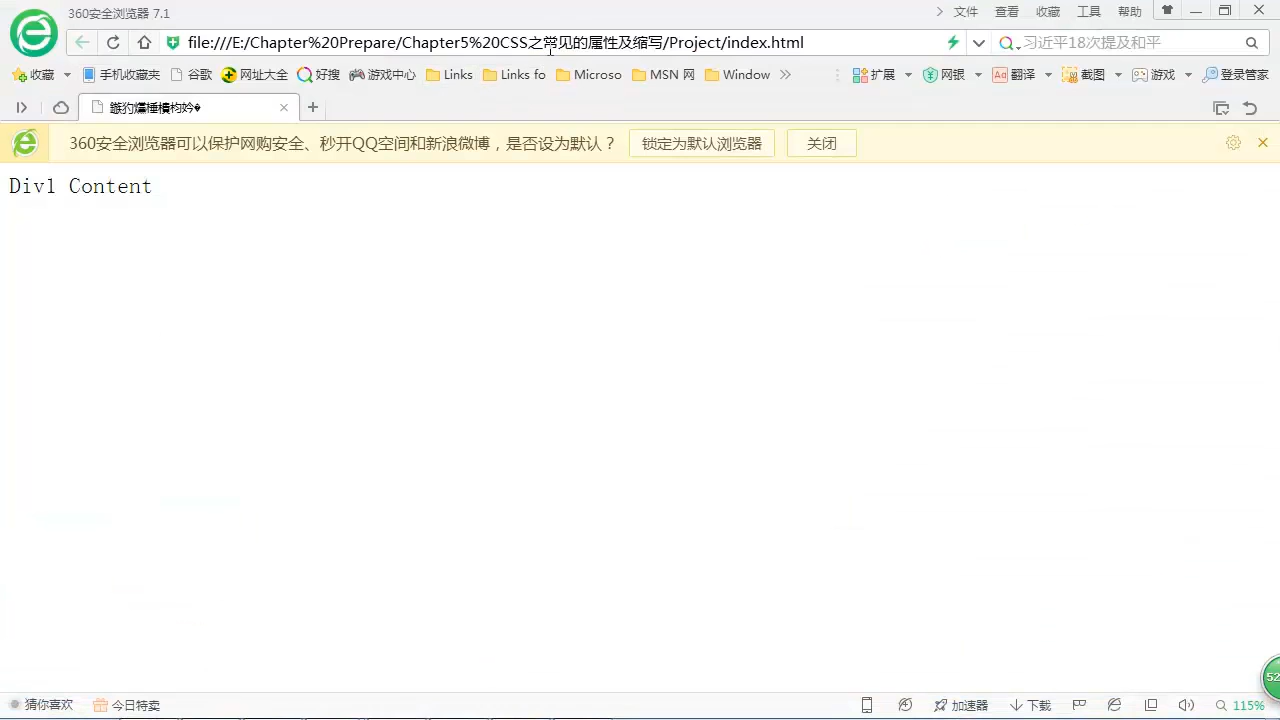 360安全浏览器 7.1
文件 查看 收藏 工具 帮助
file:///E:/Chapter%20Prepare/Chapter5%20CSS之常见的属性及缩写/Project/index.html
习近平18次提及和平
收藏 手机收藏夹 谷歌 网址大全 好搜 游戏中心 Links Links fo Microso MSN 网 Window
扩展 网银 翻译 截图 游戏 登录管家
360安全浏览器可以保护网购安全、秒开QQ空间和新浪微博，是否设为默认？ 锁定为默认浏览器 关闭
Div1 Content
猜你喜欢 今日特卖
加速器 下载 115%
52